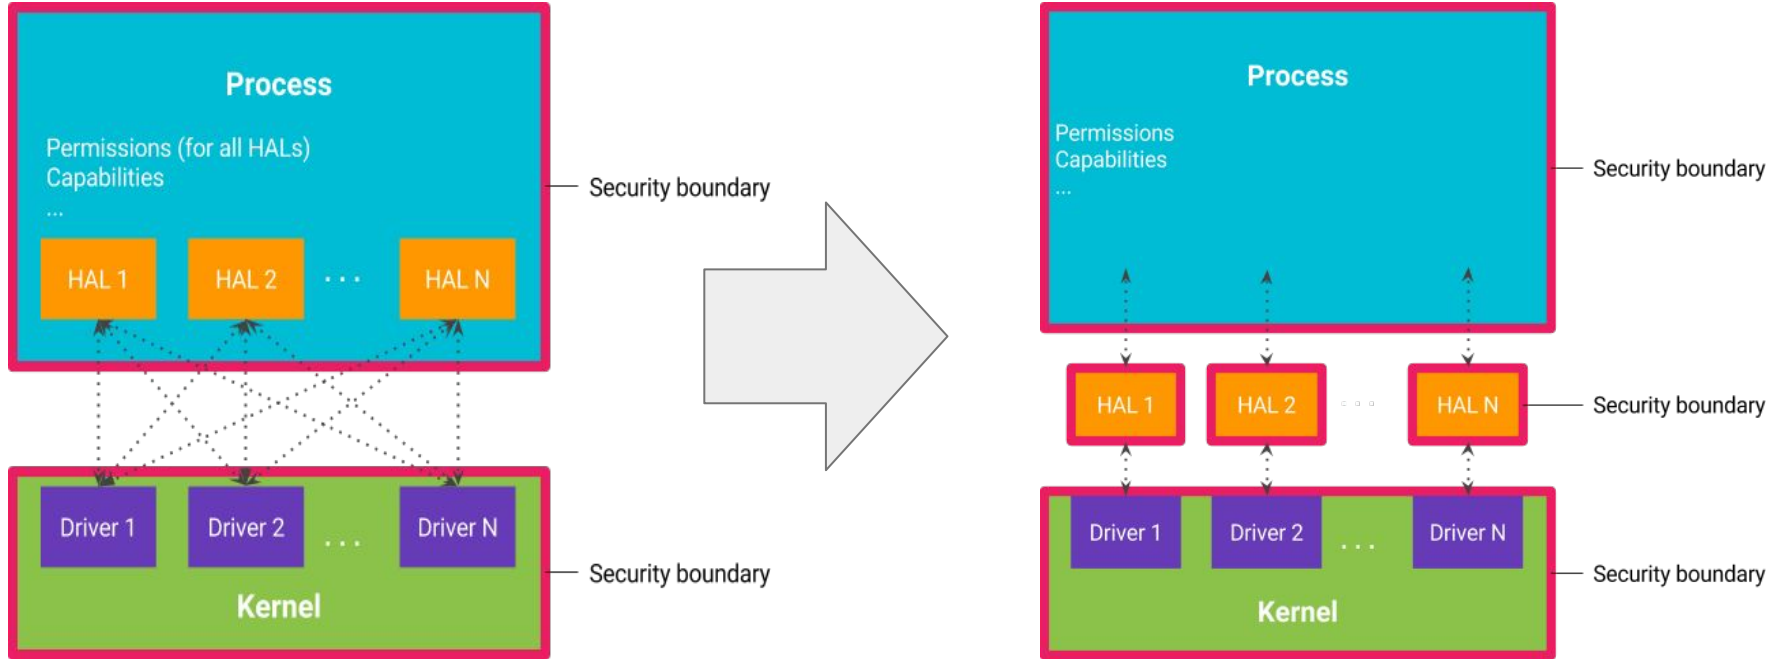 Process
Permissions (for all HALs)
Capabilities
...
HAL 1
HAL 2
...
HAL N
Security boundary
Driver 1
Driver 2
...
Driver N
Kernel
Security boundary
Process
Permissions
Capabilities
...
Security boundary
HAL 1
HAL 2
...
HAL N
Security boundary
Driver 1
Driver 2
...
Driver N
Kernel
Security boundary